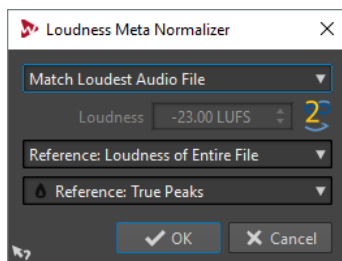 Loudness Meta Normalizer
Match Loudest Audio File
Loudness -23.00 LUFS
Reference: Loudness of Entire File
Reference: True Peaks
OK Cancel